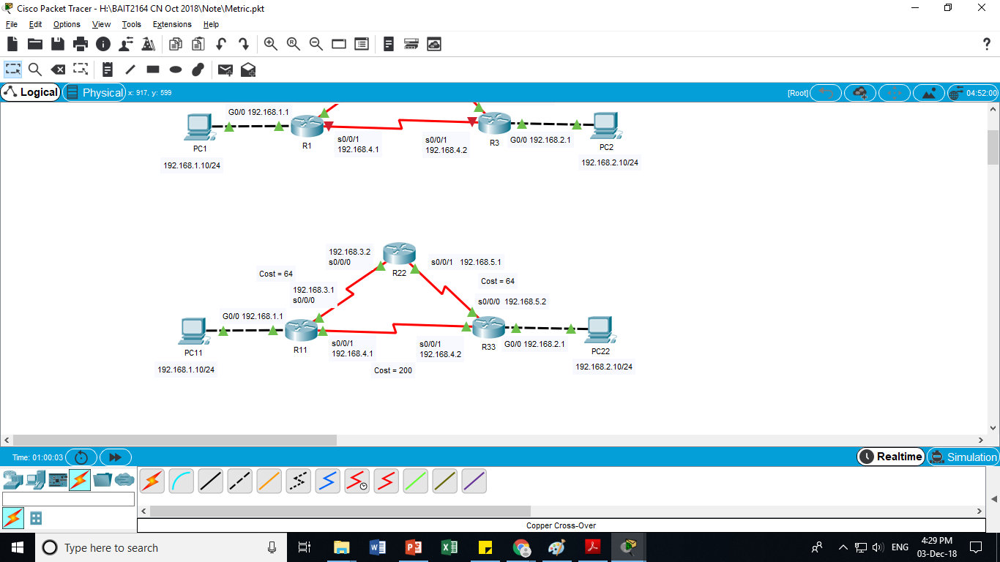 Cisco Packet Tracer - H:\BAIT2164 CN Oct 2018\Note\Metric.pkt
File Edit Options View Tools Extensions Help
R
?
Logical Physical x: 917, y: 599 [Root] 04:52:00
G0/0 192.168.1.1
PC1
192.168.1.10/24
R1
s0/0/1
192.168.4.1
s0/0/1
192.168.4.2
R3
G0/0 192.168.2.1
PC2
192.168.2.10/24
192.168.3.2
s0/0/0
R22
s0/0/1 192.168.5.1
Cost = 64
Cost = 64
192.168.3.1
s0/0/0
s0/0/0 192.168.5.2
G0/0 192.168.1.1
PC11
192.168.1.10/24
R11
s0/0/1
192.168.4.1
s0/0/1
192.168.4.2
Cost = 200
R33
G0/0 192.168.2.1
PC22
192.168.2.10/24
Time: 01:00:03
Realtime Simulation
Copper Cross-Over
Type here to search
ENG
4:29 PM
03-Dec-18